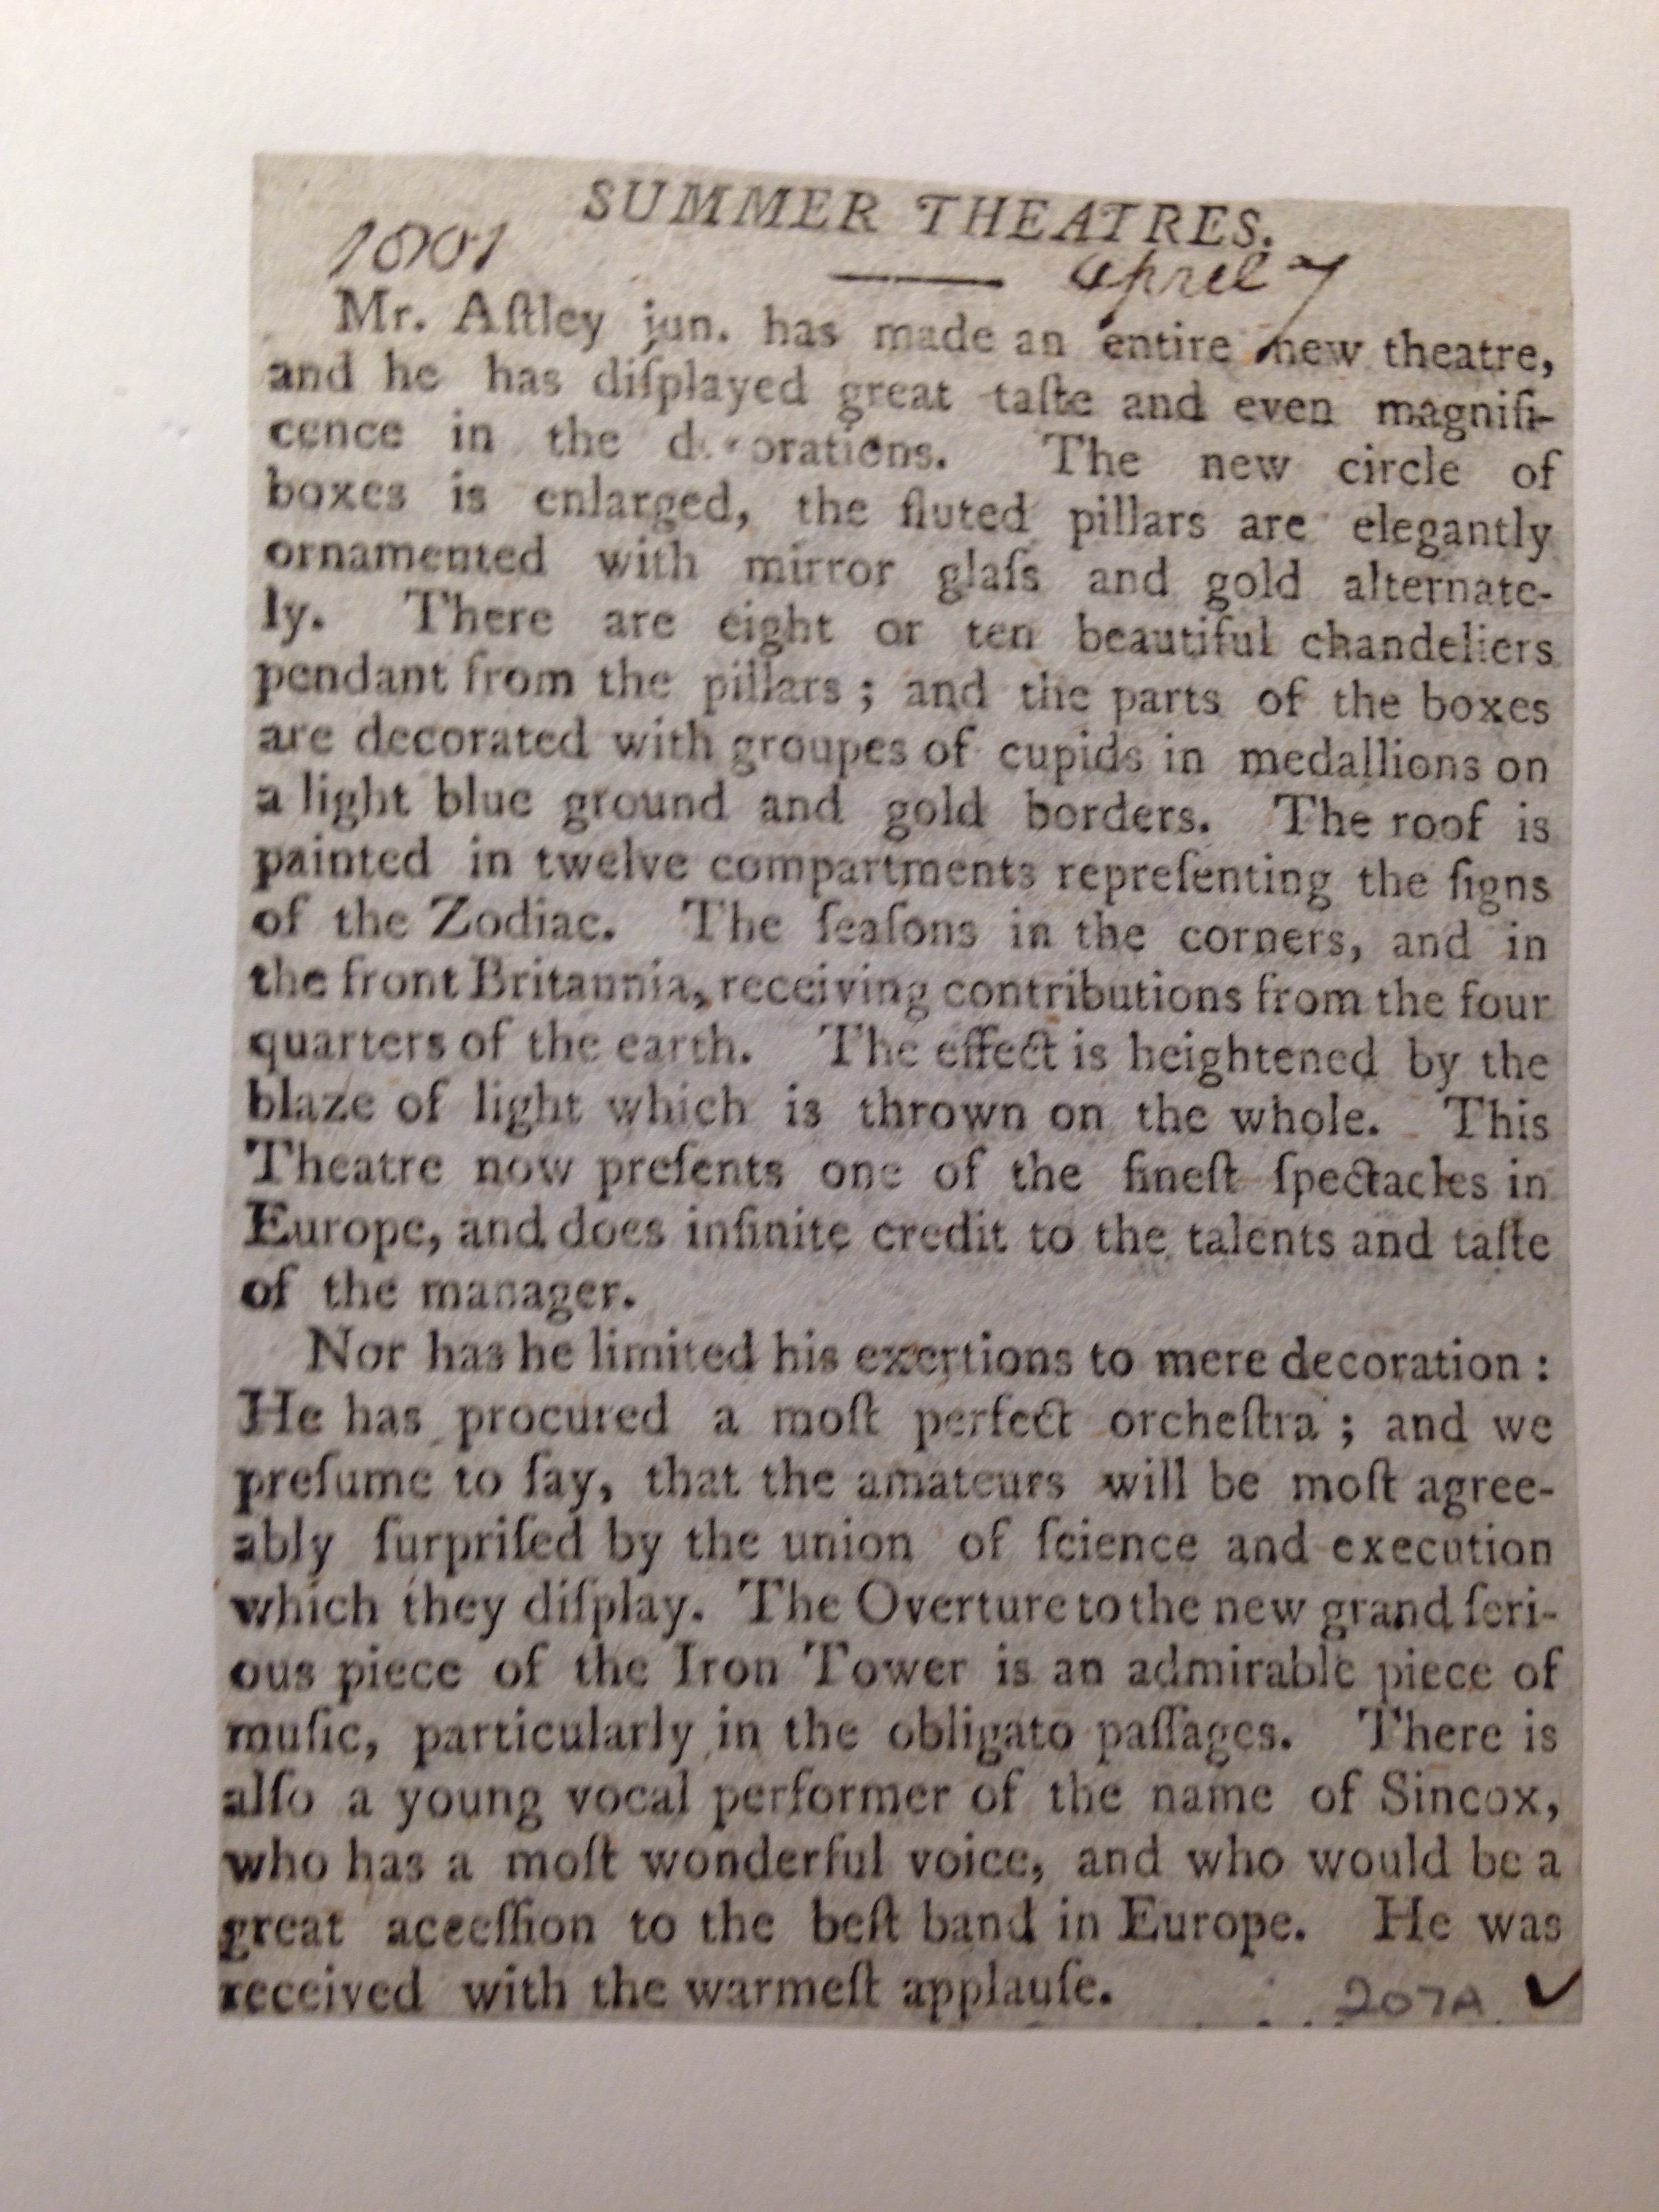 SUMMER THEATRES.
1801
april 7
Mr. Aſtley jun. has made an entire new theatre,
and he has diſplayed great taſte and even magnifi-
cence in the orations. The new circle of
boxes is enlarged, the fluted pillars are elegantly
ornamented with mirror glaſs and gold alternate-
ly. There are eight or ten beautiful chandeliers
pendant from the pillars ; and the parts of the boxes
are decorated with groupes of cupids in medallions on
a light blue ground and gold borders. The roof is
painted in twelve compartments repreſenting the ſigns
of the Zodiac. The ſeaſons in the corners, and in
the front Britannia, receiving contributions from the four
quarters of the earth. The effect is heightened by the
blaze of light which is thrown on the whole. This
Theatre now preſents one of the fineſt ſpectacles in
Europe, and does infinite credit to the talents and taſte
of the manager.
Nor has he limited his exertions to mere decoration :
He has procured a moſt perfect orcheſtra ; and we
preſume to ſay, that the amateurs will be moſt agree-
ably ſurpriſed by the union of ſcience and execution
which they diſplay. The Overture to the new grand ſeri-
ous piece of the Iron Tower is an admirable piece of
muſic, particularly in the obligato paſſages. There is
alſo a young vocal performer of the name of Sincox,
who has a moſt wonderful voice, and who would be a
great aceeſſion to the beſt band in Europe. He was
received with the warmeſt applauſe.
207A ✓